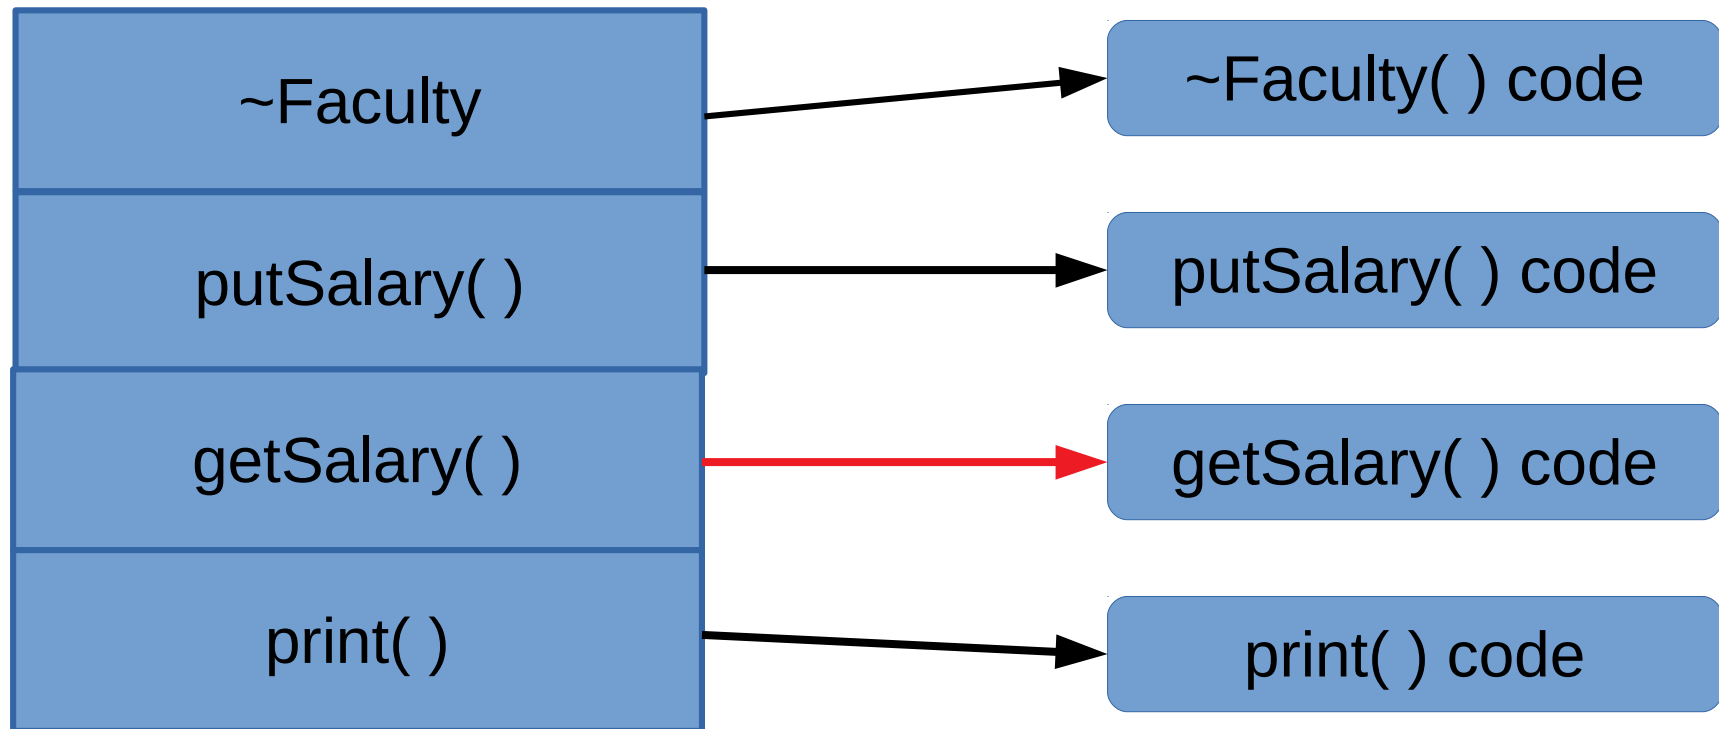 ~Faculty
~Faculty( ) code
putSalary( )
putSalary( ) code
getSalary( )
getSalary( ) code
print( )
print( ) code